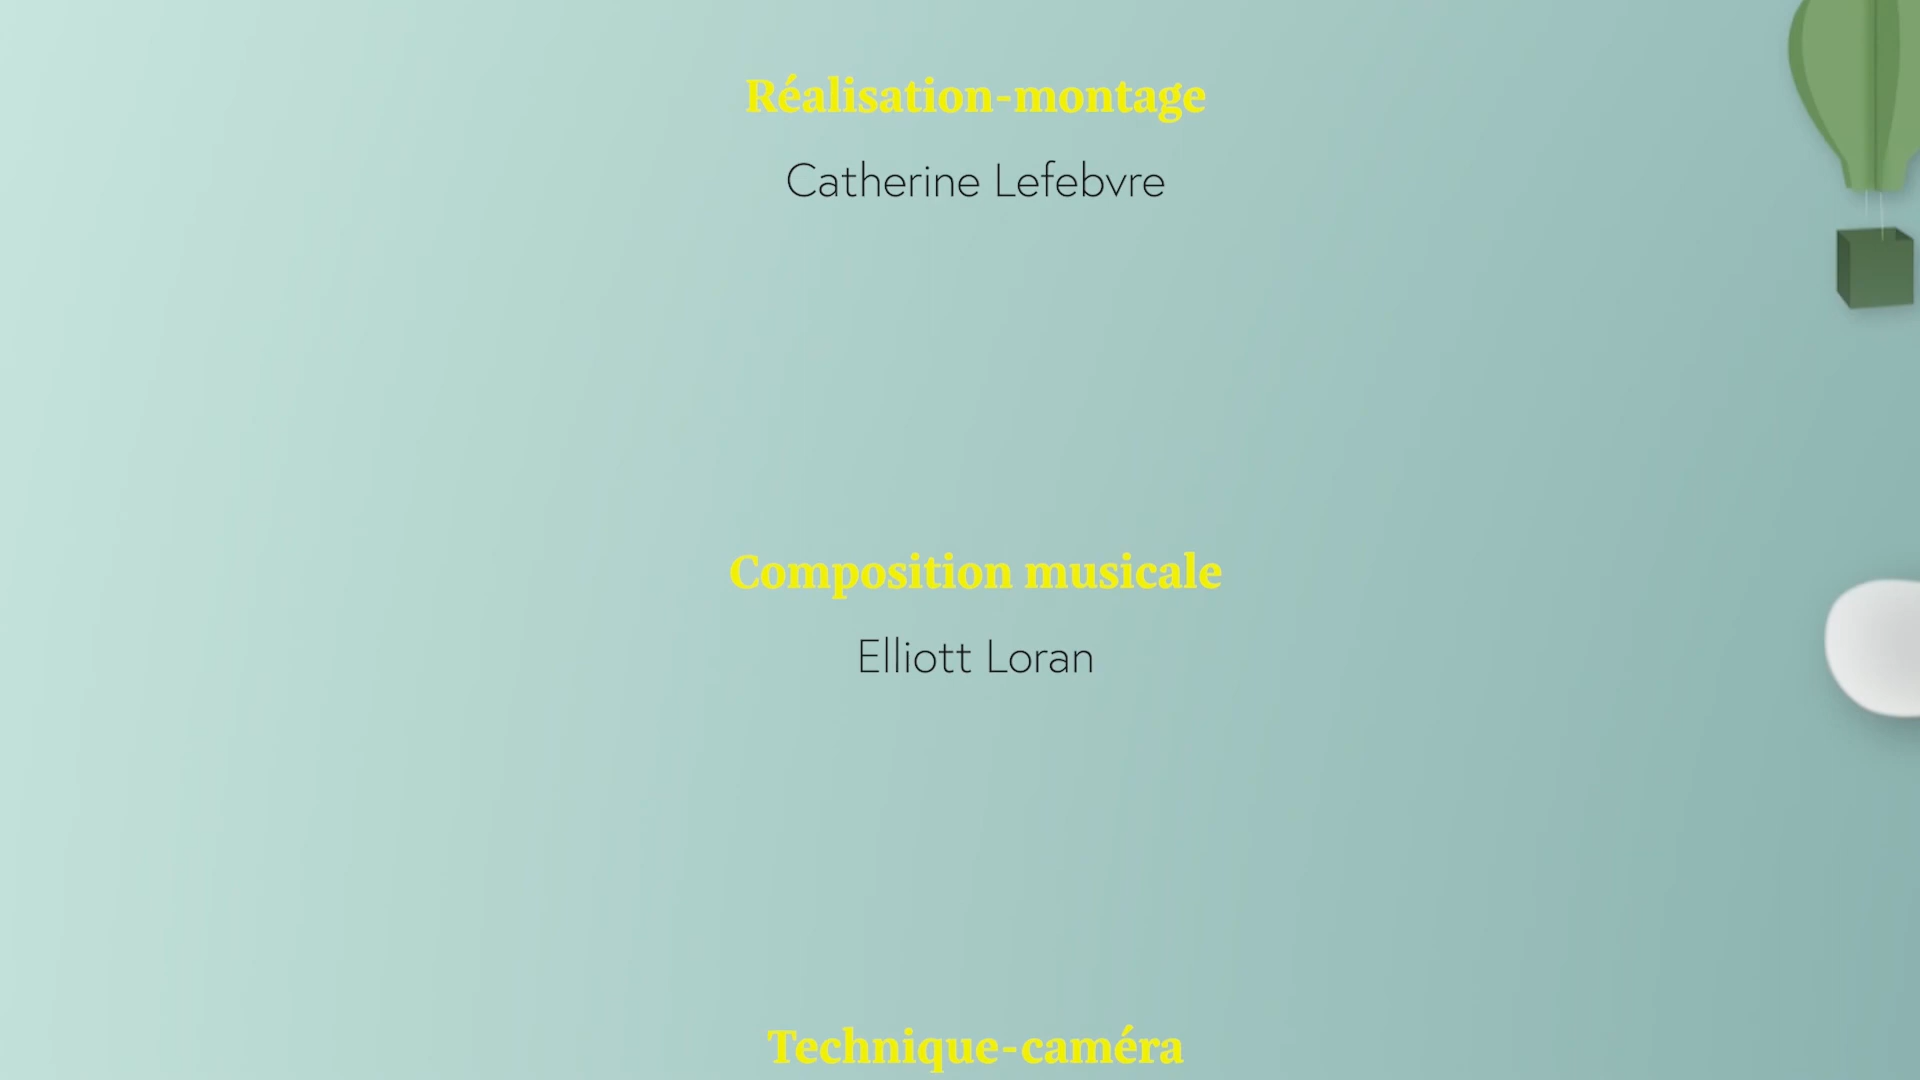 Réalisation-montage
Catherine Lefebvre
Composition musicale
Elliott Loran
Technique-caméra